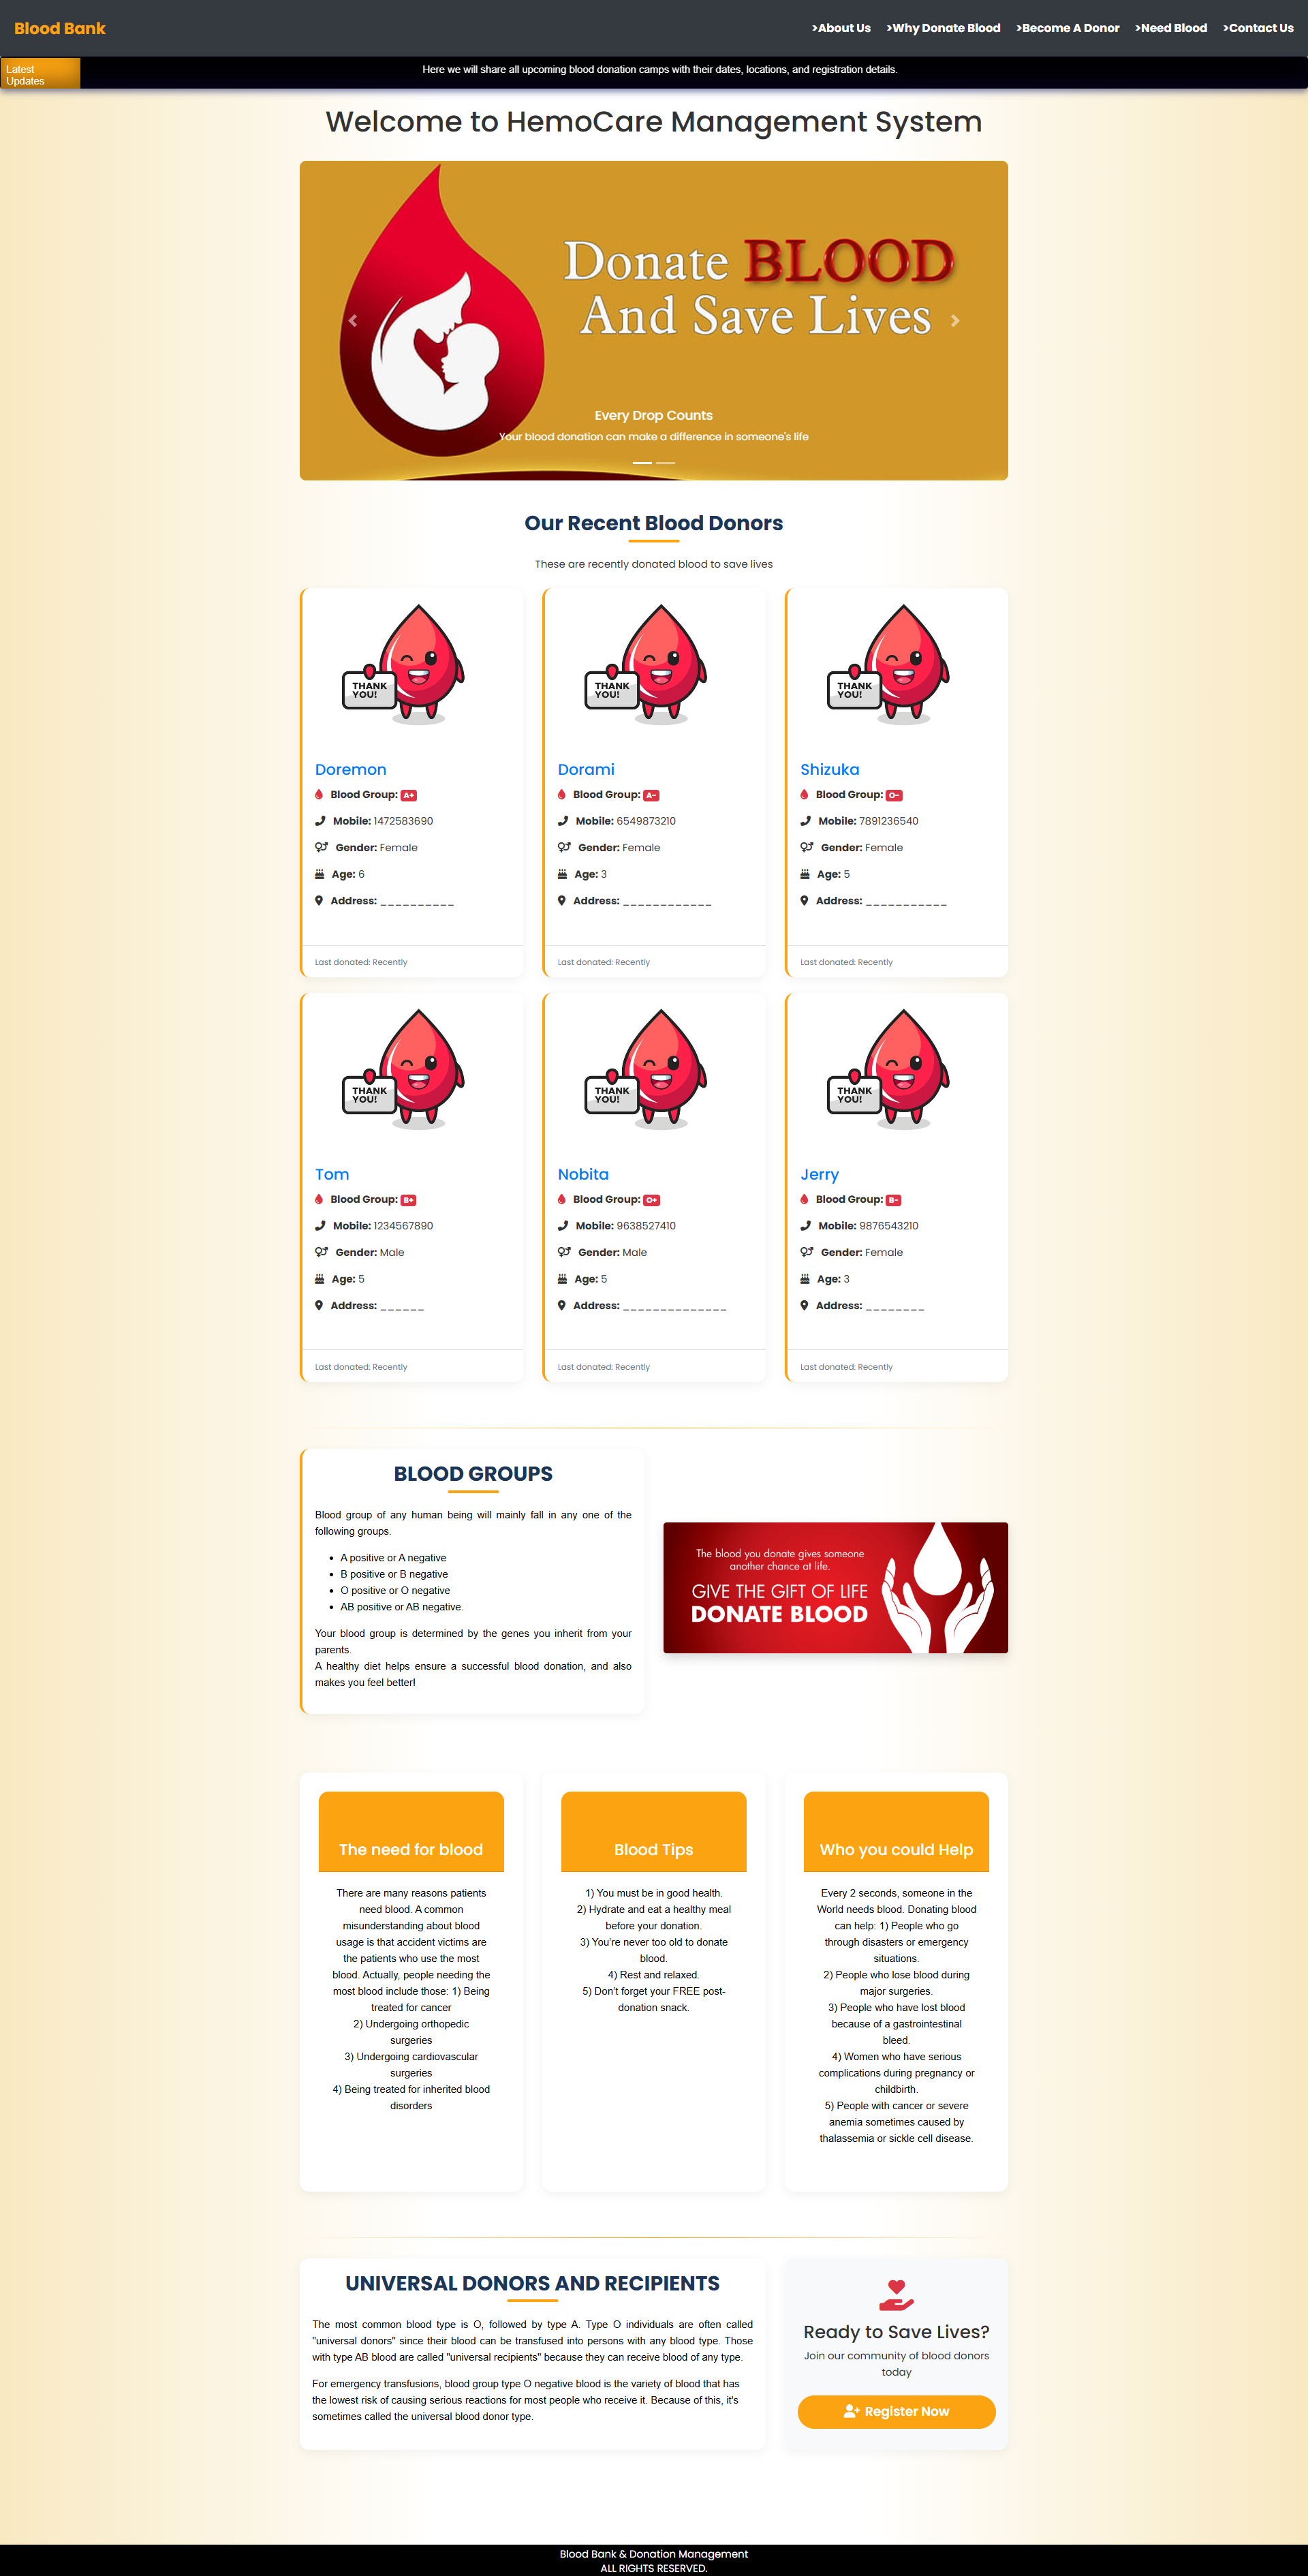 Blood Bank
>About Us >Why Donate Blood >Become A Donor >Need Blood >Contact Us
Latest
Updates
Here we will share all upcoming blood donation camps with their dates, locations, and registration details.
Welcome to HemoCare Management System
Donate BLOOD
And Save Lives
Every Drop Counts
Your blood donation can make a difference in someone's life
Our Recent Blood Donors
These are recently donated blood to save lives
THANK
YOU!
Doremon
Blood Group: A+
Mobile: 1472583690
Gender: Female
Age: 6
Address: __________
Last donated: Recently
THANK
YOU!
Dorami
Blood Group: A-
Mobile: 6549873210
Gender: Female
Age: 3
Address: ____________
Last donated: Recently
THANK
YOU!
Shizuka
Blood Group: O-
Mobile: 7891236540
Gender: Female
Age: 5
Address: ___________
Last donated: Recently
THANK
YOU!
Tom
Blood Group: B+
Mobile: 1234567890
Gender: Male
Age: 5
Address: ______
Last donated: Recently
THANK
YOU!
Nobita
Blood Group: O+
Mobile: 9638527410
Gender: Male
Age: 5
Address: ______________
Last donated: Recently
THANK
YOU!
Jerry
Blood Group: B-
Mobile: 9876543210
Gender: Female
Age: 3
Address: ________
Last donated: Recently
BLOOD GROUPS
Blood group of any human being will mainly fall in any one of the
following groups.
• A positive or A negative
• B positive or B negative
• O positive or O negative
• AB positive or AB negative.
Your blood group is determined by the genes you inherit from your
parents.
A healthy diet helps ensure a successful blood donation, and also
makes you feel better!
The blood you donate gives someone
another chance at life.
GIVE THE GIFT OF LIFE
DONATE BLOOD
The need for blood
There are many reasons patients
need blood. A common
misunderstanding about blood
usage is that accident victims are
the patients who use the most
blood. Actually, people needing the
most blood include those: 1) Being
treated for cancer
2) Undergoing orthopedic
surgeries
3) Undergoing cardiovascular
surgeries
4) Being treated for inherited blood
disorders
Blood Tips
1) You must be in good health.
2) Hydrate and eat a healthy meal
before your donation.
3) You're never too old to donate
blood.
4) Rest and relaxed.
5) Don't forget your FREE post-
donation snack.
Who you could Help
Every 2 seconds, someone in the
World needs blood. Donating blood
can help: 1) People who go
through disasters or emergency
situations.
2) People who lose blood during
major surgeries.
3) People who have lost blood
because of a gastrointestinal
bleed.
4) Women who have serious
complications during pregnancy or
childbirth.
5) People with cancer or severe
anemia sometimes caused by
thalassemia or sickle cell disease.
UNIVERSAL DONORS AND RECIPIENTS
The most common blood type is O, followed by type A. Type O individuals are often called
"universal donors" since their blood can be transfused into persons with any blood type. Those
with type AB blood are called "universal recipients" because they can receive blood of any type.
For emergency transfusions, blood group type O negative blood is the variety of blood that has
the lowest risk of causing serious reactions for most people who receive it. Because of this, it's
sometimes called the universal blood donor type.
Ready to Save Lives?
Join our community of blood donors
today
Register Now
Blood Bank & Donation Management
ALL RIGHTS RESERVED.